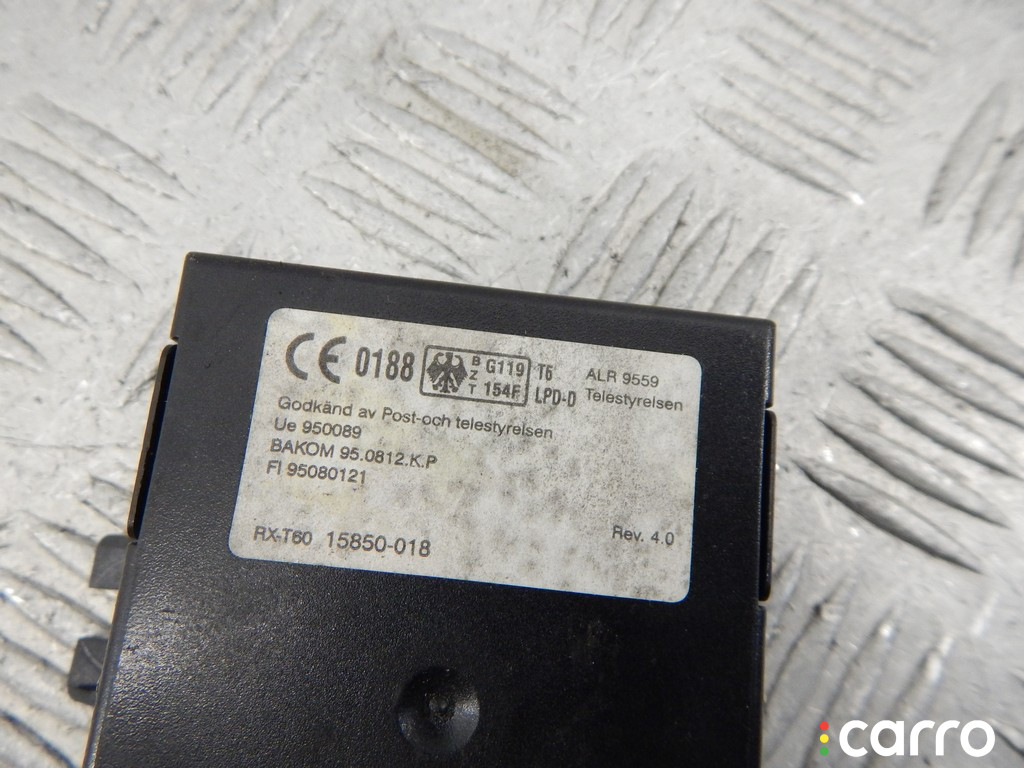 CE 0188 BZT G119 T6 ALR 9559
154F LPD-D Telestyrelsen
Godkänd av Post-och telestyrelsen
Ue 950089
BAKOM 95.0812.K.P
FI 95080121
RX-T60 15850-018 Rev. 4.0
carro